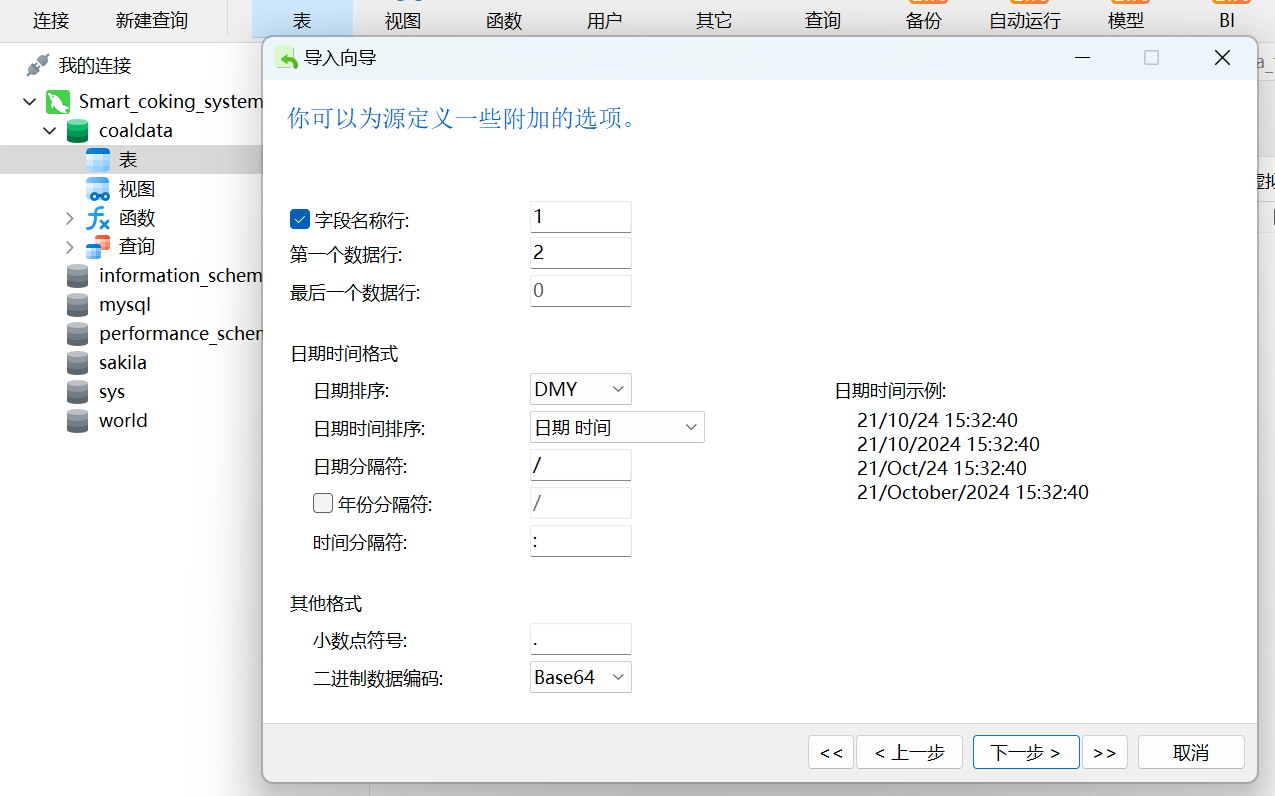 连接 新建查询 表 视图 函数 用户 其它 查询 备份 自动运行 模型 BI
我的连接
Smart_coking_system
coaldata
表
视图
函数
查询
information_schem
mysql
performance_schem
sakila
sys
world
导入向导
你可以为源定义一些附加的选项。
字段名称行: 1
第一个数据行: 2
最后一个数据行: 0
日期时间格式
日期排序: DMY
日期时间排序: 日期 时间
日期分隔符: /
年份分隔符: /
时间分隔符: :
日期时间示例:
21/10/24 15:32:40
21/10/2024 15:32:40
21/Oct/24 15:32:40
21/October/2024 15:32:40
其他格式
小数点符号: .
二进制数据编码: Base64
<< < 上一步 下一步 > >> 取消